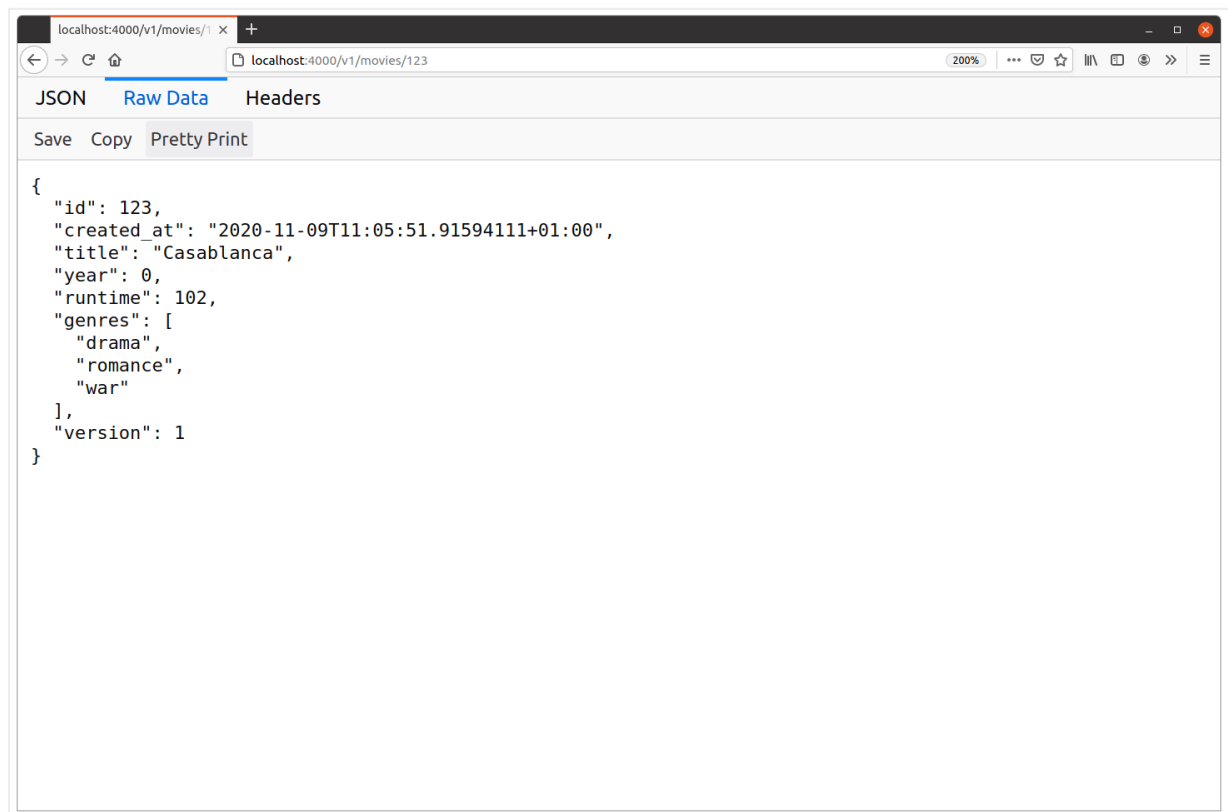 localhost:4000/v1/movies/1
localhost:4000/v1/movies/123
200%
JSON Raw Data Headers
Save Copy Pretty Print
{
  "id": 123,
  "created_at": "2020-11-09T11:05:51.91594111+01:00",
  "title": "Casablanca",
  "year": 0,
  "runtime": 102,
  "genres": [
    "drama",
    "romance",
    "war"
  ],
  "version": 1
}